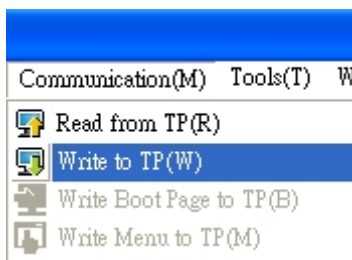 Communication(M) Tools(T) W
Read from TP(R)
Write to TP(W)
Write Boot Page to TP(B)
Write Menu to TP(M)